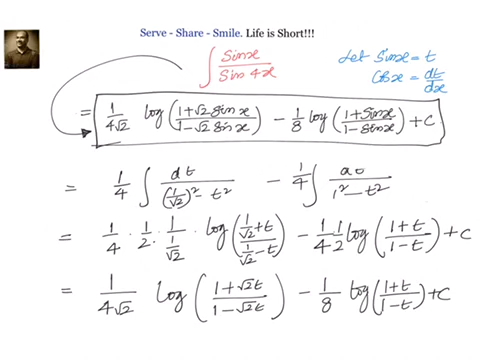 Serve - Share - Smile. Life is Short!!!
∫ Sinx / Sin 4x
Let Sinx = t
Cosx = dt/dx
= 1/(4√2) log((1+√2 Sinx)/(1-√2 Sinx)) - 1/8 log((1+Sinx)/(1-Sinx)) + C
= 1/4 ∫ dt/((1/√2)² - t²) - 1/4 ∫ /(1² - t²)
= 1/4 · 1/2 · 1/(1/√2) · log((1/√2 + t)/(1/√2 - t)) - 1/4 · 1/2 log((1+t)/(1-t)) + C
= 1/(4√2) log((1+√2t)/(1-√2t)) - 1/8 log((1+t)/(1-t)) + C